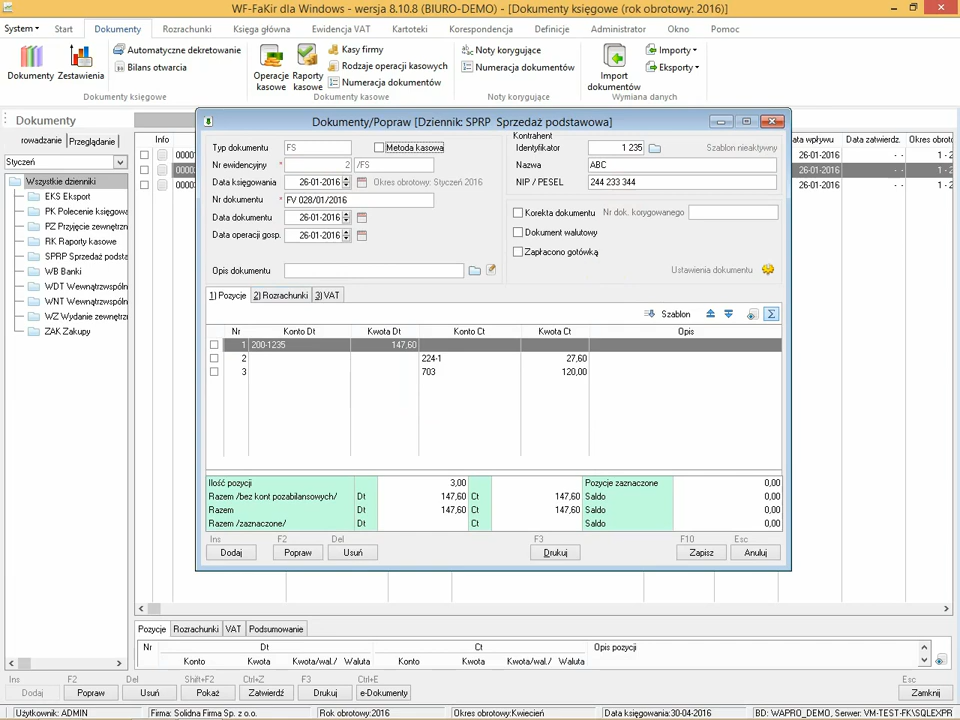 WF-FaKir dla Windows - wersja 8.10.8 (BIURO-DEMO) - [Dokumenty księgowe (rok obrotowy: 2016)]
System Start Dokumenty Rozrachunki Księga główna Ewidencja VAT Kartoteki Korespondencja Definicje Administrator Okno Pomoc
Automatyczne dekretowanie
Bilans otwarcia
Dokumenty Zestawienia
Kasy firmy
Rodzaje operacji kasowych
Numeracja dokumentów
Operacje kasowe
Raporty kasowe
Noty korygujące
Numeracja dokumentów
Import dokumentów
Importy
Eksporty
Dokumenty księgowe Dokumenty kasowe Noty korygujące Wymiana danych
Dokumenty
rowadzanie Przeglądanie
Styczeń
Wszystkie dzienniki
EKS Eksport
PK Polecenie księgowa
PZ Przyjęcie zewnętrzn
RK Raporty kasowe
SPRP Sprzedaż podsta
WB Banki
WDT Wewnątrzwspóln
WNT Wewnątrzwspóln
WZ Wydanie zewnętrz
ZAK Zakupy
Info
ata wpływu Data zatwierdz. Okres obrotc
26-01-2016 - - 1 - 2
26-01-2016 - - 1 - 2
26-01-2016 - - 1 - 2
Dokumenty/Popraw [Dziennik: SPRP Sprzedaż podstawowa]
Typ dokumentu FS Metoda kasowa
Nr ewidencyjny 2 /FS
Data księgowania 26-01-2016 Okres obrotowy: Styczeń 2016
Nr dokumentu FV 028/01/2016
Data dokumentu 26-01-2016
Data operacji gosp. 26-01-2016
Opis dokumentu
Kontrahent
Identyfikator 1 235 Szablon nieaktywny
Nazwa ABC
NIP / PESEL 244 233 344
Korekta dokumentu Nr dok. korygowanego
Dokument walutowy
Zapłacono gotówką
Ustawienia dokumentu
1) Pozycje 2) Rozrachunki 3) VAT
Szablon
Nr Konto Dt Kwota Dt Konto Ct Kwota Ct Opis
1 200-1235 147,60
2 224-1 27,60
3 703 120,00
Ilość pozycji 3,00 Pozycje zaznaczone 0,00
Razem /bez kont pozabilansowych/ Dt 147,60 Ct 147,60 Saldo 0,00
Razem Dt 147,60 Ct 147,60 Saldo 0,00
Razem /zaznaczone/ Dt Ct Saldo 0,00
Ins F2 Del F3 F10 Esc
Dodaj Popraw Usuń Drukuj Zapisz Anuluj
Pozycje Rozrachunki VAT Podsumowanie
Nr Dt Ct Opis pozycji
Konto Kwota Kwota/wal./ Waluta Konto Kwota Kwota/wal./ Waluta
Ins F2 Del Shift+F2 Ctrl+Z F3 Ctrl+E Esc
Dodaj Popraw Usuń Pokaż Zatwierdź Drukuj e-Dokumenty Zamknij
Użytkownik: ADMIN Firma: Solidna Firma Sp. z o.o. Rok obrotowy:2016 Okres obrotowy:Kwiecień Data księgowania:30-04-2016 BD: WAPRO_DEMO, Serwer: VM-TEST-FK\SQLEXPR